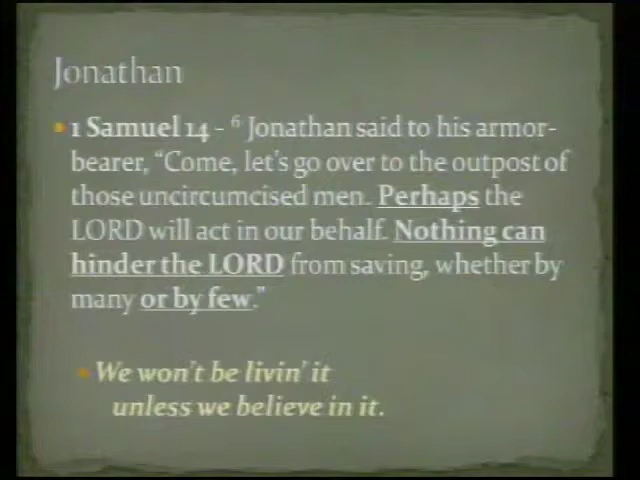 Jonathan
1 Samuel 14 - 6 Jonathan said to his armor-
bearer, “Come, let’s go over to the outpost of
those uncircumcised men. Perhaps the
LORD will act in our behalf. Nothing can
hinder the LORD from saving, whether by
many or by few.”
We won’t be livin’ it
unless we believe in it.